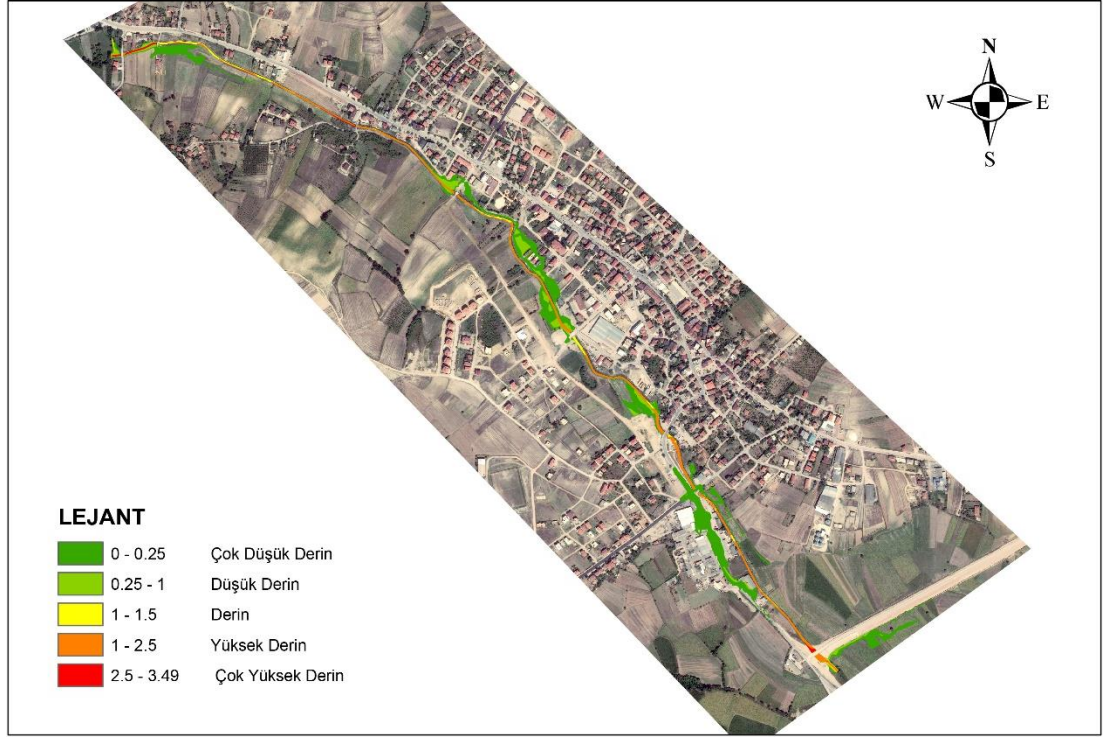 N
W E
S
LEJANT
0 - 0.25 Çok Düşük Derin
0.25 - 1 Düşük Derin
1 - 1.5 Derin
1 - 2.5 Yüksek Derin
2.5 - 3.49 Çok Yüksek Derin